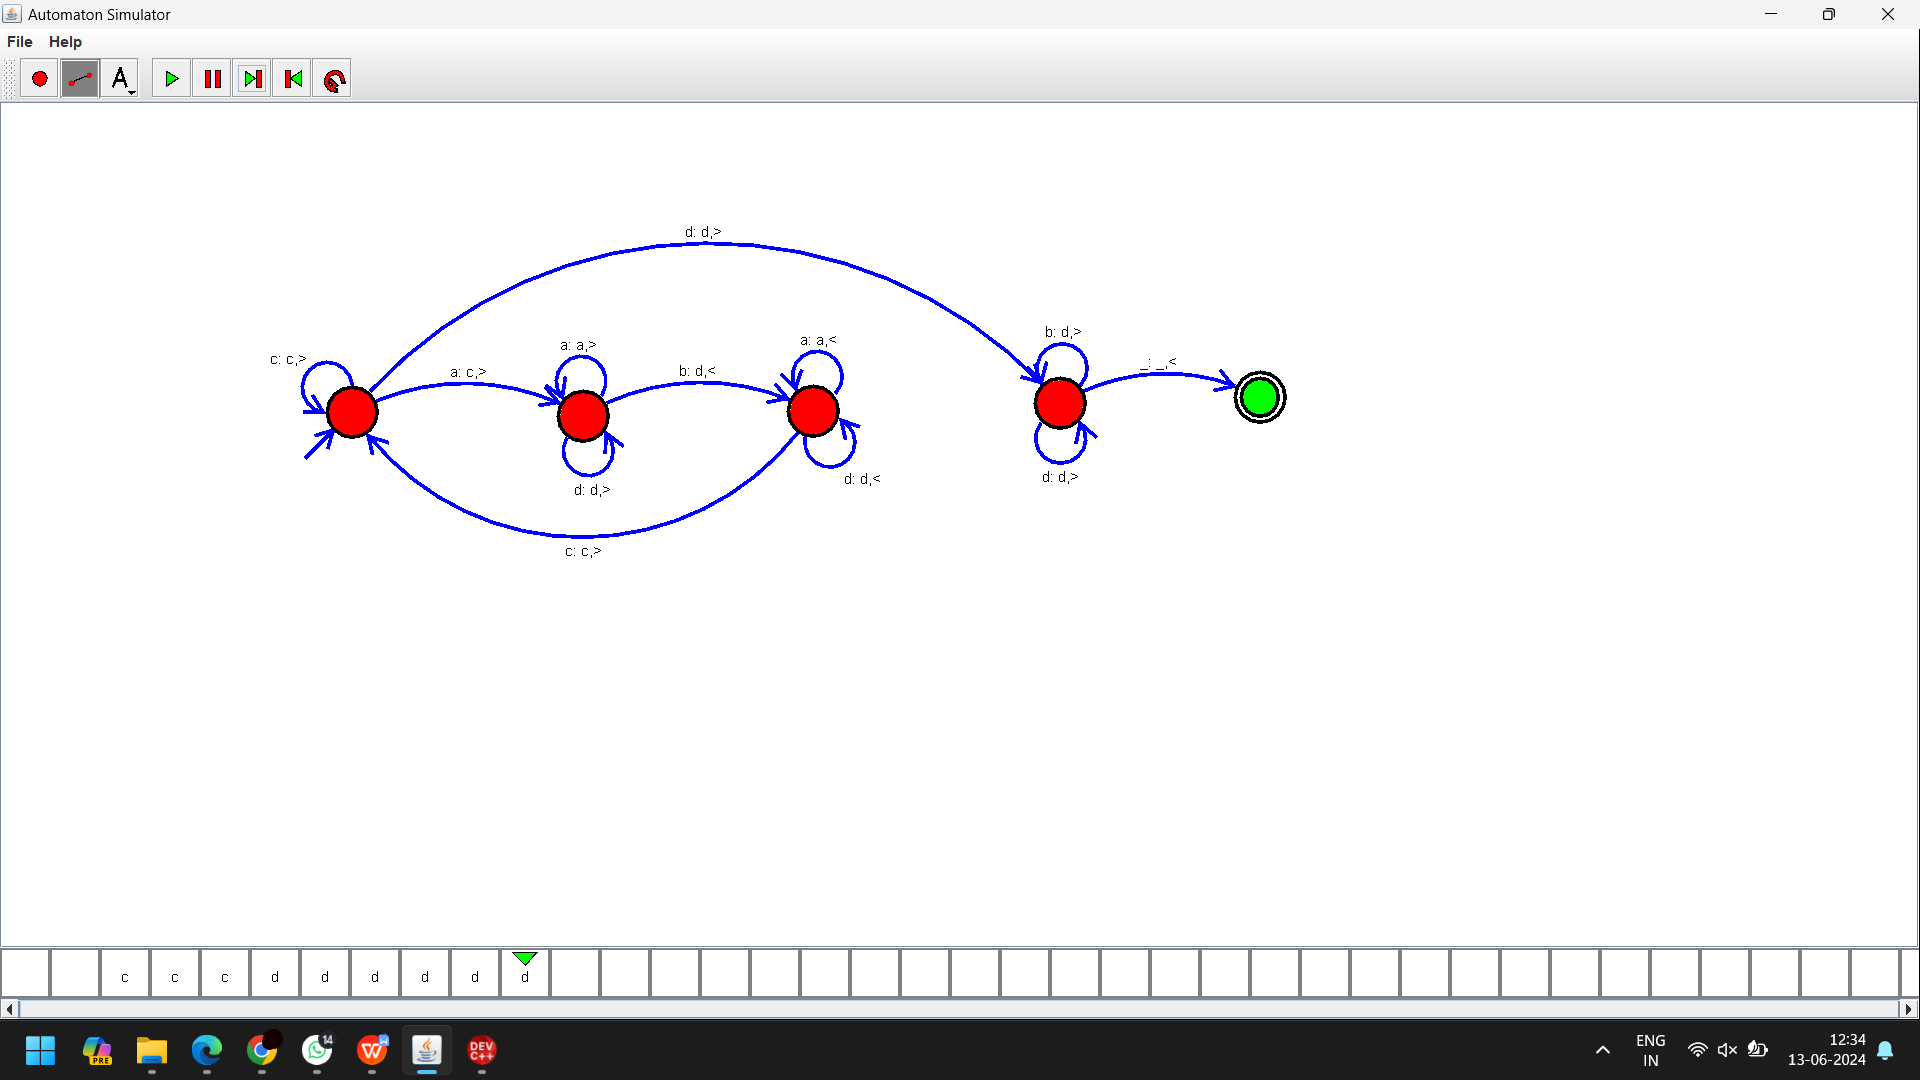 Automaton Simulator
File Help
A
d: d,>
b: d,>
a: a,<
a: a,>
c: c,>
_: _,<
b: d,<
a: c,>
d: d,>
d: d,<
d: d,>
c: c,>
c c c d d d d d d
PRE
14
W
DEV
C++
ENG
IN
12:34
13-06-2024